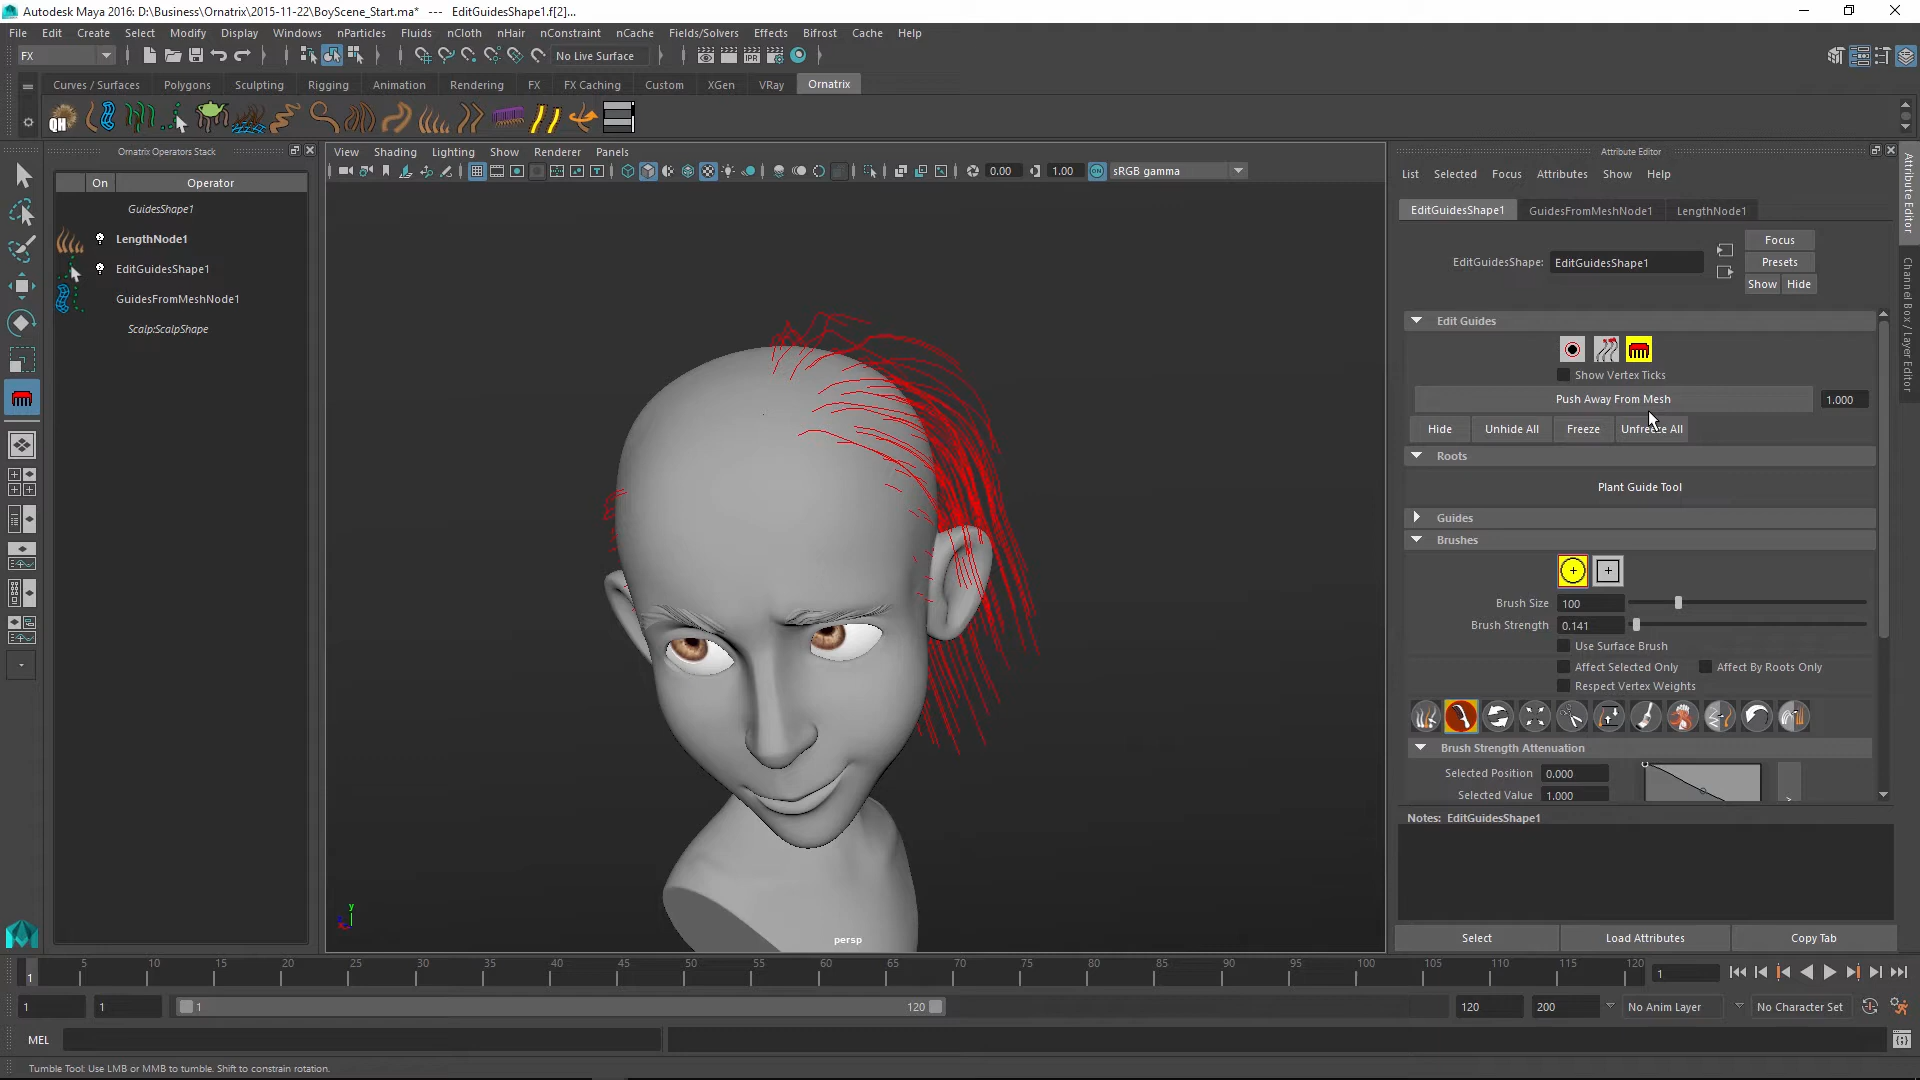 Autodesk Maya 2016: D:\Business\Ornatrix\2015-11-22\BoyScene_Start.ma* --- EditGuidesShape1.f[2]...
File Edit Create Select Modify Display Windows nParticles Fluids nCloth nHair nConstraint nCache Fields/Solvers Effects Bifrost Cache Help
FX No Live Surface
Curves / Surfaces Polygons Sculpting Rigging Animation Rendering FX FX Caching Custom XGen VRay Ornatrix
QH
Ornatrix Operators Stack
On Operator
GuidesShape1
LengthNode1
EditGuidesShape1
GuidesFromMeshNode1
Scalp:ScalpShape
View Shading Lighting Show Renderer Panels
0.00 1.00 ON sRGB gamma
persp
y
Attribute Editor
List Selected Focus Attributes Show Help
EditGuidesShape1 GuidesFromMeshNode1 LengthNode1
EditGuidesShape: EditGuidesShape1
Focus
Presets
Show Hide
Edit Guides
Show Vertex Ticks
Push Away From Mesh 1.000
Hide Unhide All Freeze Unfreeze All
Roots
Plant Guide Tool
Guides
Brushes
Brush Size 100
Brush Strength 0.141
Use Surface Brush
Affect Selected Only Affect By Roots Only
Respect Vertex Weights
Brush Strength Attenuation
Selected Position 0.000
Selected Value 1.000
>
Notes: EditGuidesShape1
Select Load Attributes Copy Tab
Attribute Editor
Channel Box / Layer Editor
1 5 10 15 20 25 30 35 40 45 50 55 60 65 70 75 80 85 90 95 100 105 110 115 120 1
1 1 1 120 120 200 No Anim Layer No Character Set
MEL
Tumble Tool: Use LMB or MMB to tumble. Shift to constrain rotation.